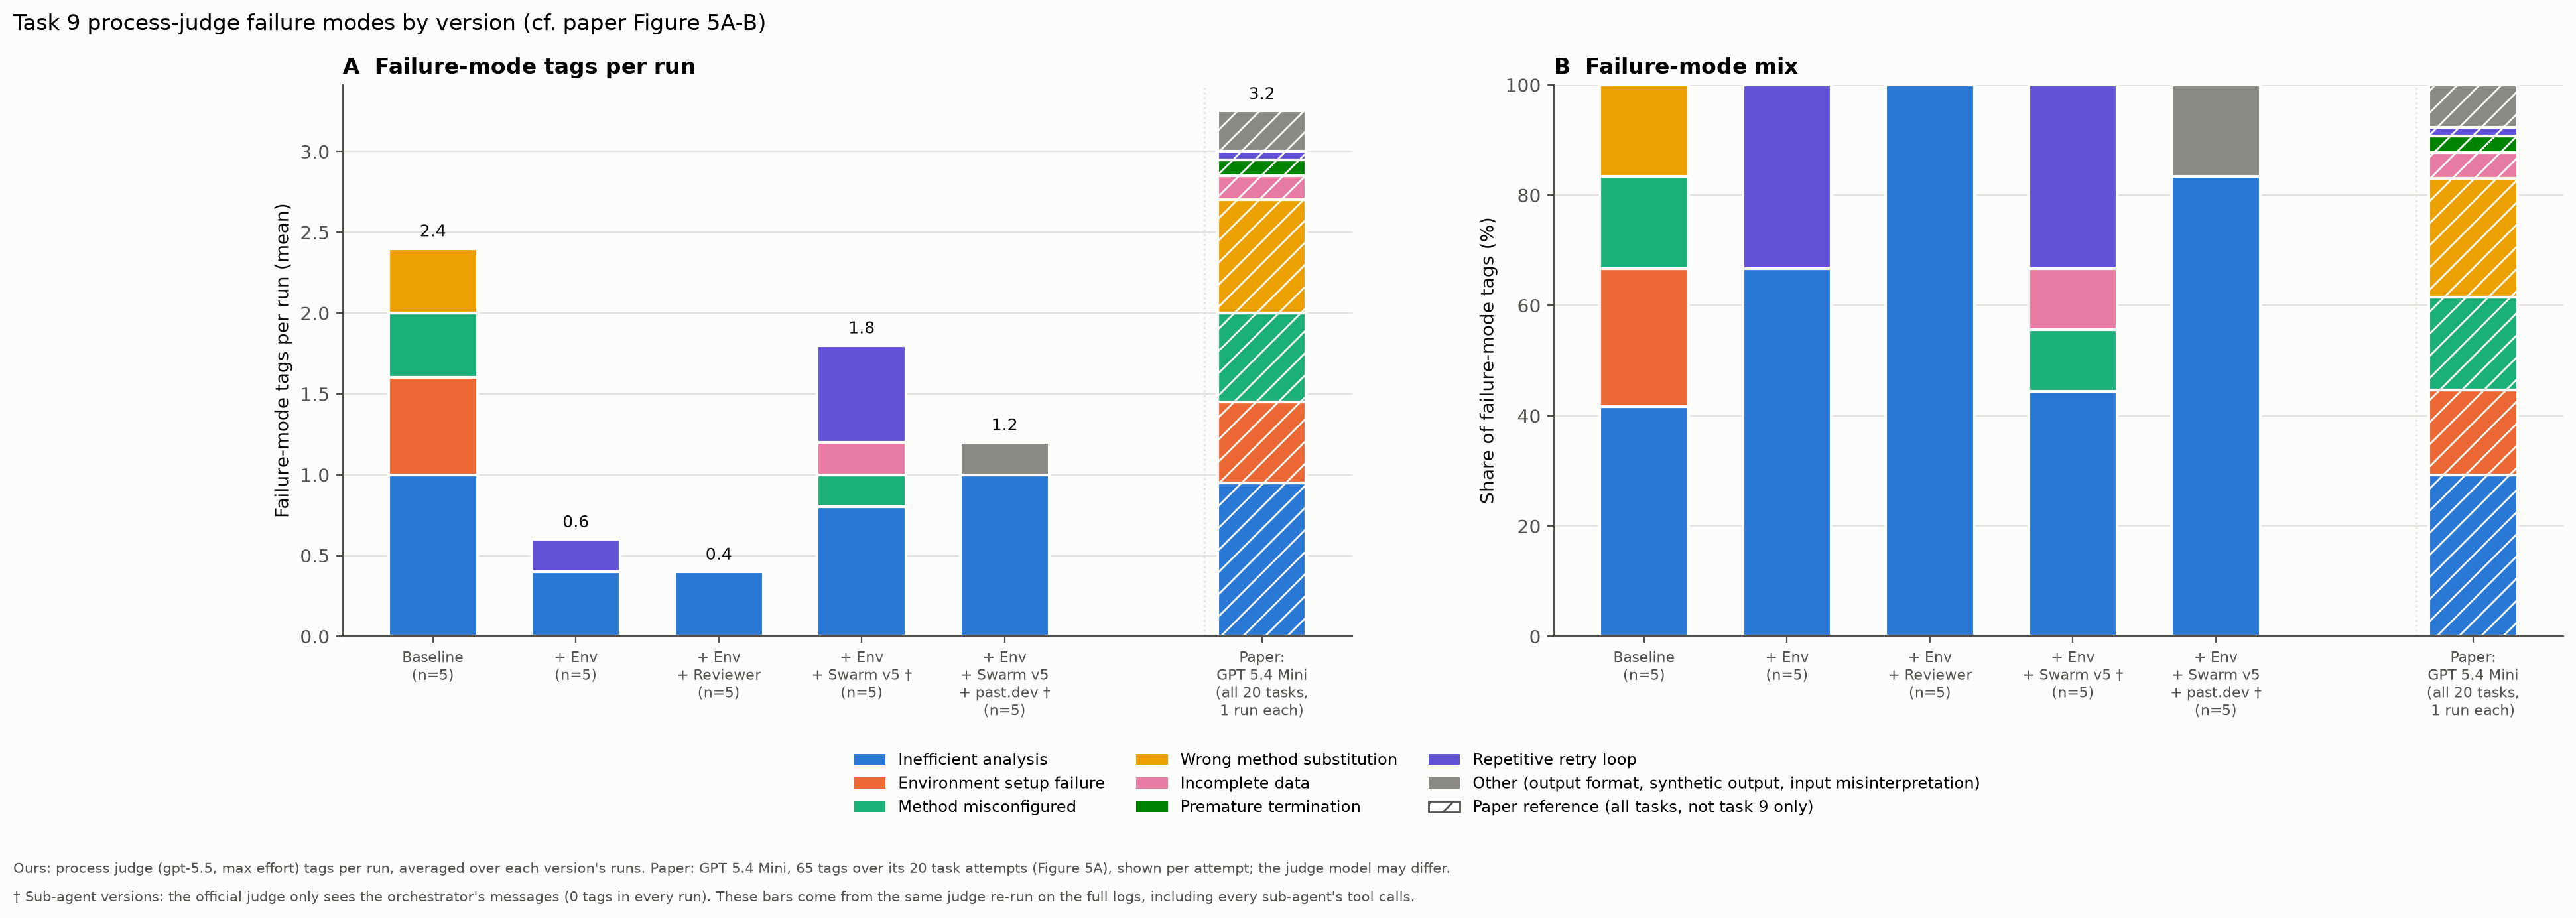 Task 9 process-judge failure modes by version (cf. paper Figure 5A-B)
A  Failure-mode tags per run
Failure-mode tags per run (mean)
3.0
2.5
2.0
1.5
1.0
0.5
0.0
2.4
0.6
0.4
1.8
1.2
3.2
Baseline
(n=5)
+ Env
(n=5)
+ Env
+ Reviewer
(n=5)
+ Env
+ Swarm v5 †
(n=5)
+ Env
+ Swarm v5
+ past.dev †
(n=5)
Paper:
GPT 5.4 Mini
(all 20 tasks,
1 run each)
B  Failure-mode mix
Share of failure-mode tags (%)
100
80
60
40
20
0
Baseline
(n=5)
+ Env
(n=5)
+ Env
+ Reviewer
(n=5)
+ Env
+ Swarm v5 †
(n=5)
+ Env
+ Swarm v5
+ past.dev †
(n=5)
Paper:
GPT 5.4 Mini
(all 20 tasks,
1 run each)
Inefficient analysis
Environment setup failure
Method misconfigured
Wrong method substitution
Incomplete data
Premature termination
Repetitive retry loop
Other (output format, synthetic output, input misinterpretation)
Paper reference (all tasks, not task 9 only)
Ours: process judge (gpt-5.5, max effort) tags per run, averaged over each version's runs. Paper: GPT 5.4 Mini, 65 tags over its 20 task attempts (Figure 5A), shown per attempt; the judge model may differ.
† Sub-agent versions: the official judge only sees the orchestrator's messages (0 tags in every run). These bars come from the same judge re-run on the full logs, including every sub-agent's tool calls.